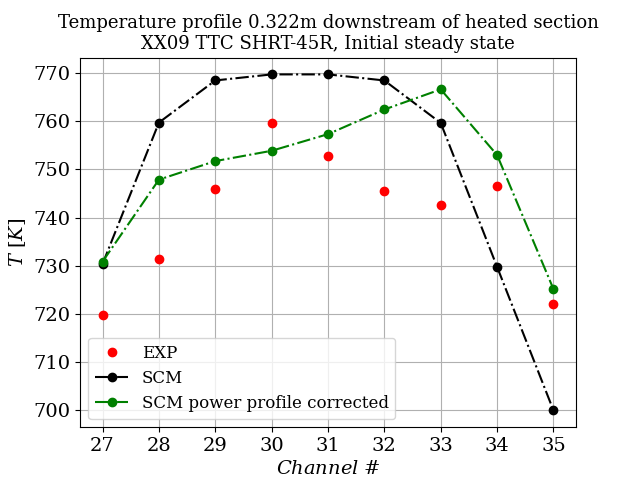 Temperature profile 0.322m downstream of heated section
XX09 TTC SHRT-45R, Initial steady state
770
760
750
740
730
720
710
700
T [K]
EXP
SCM
SCM power profile corrected
27 28 29 30 31 32 33 34 35
Channel #